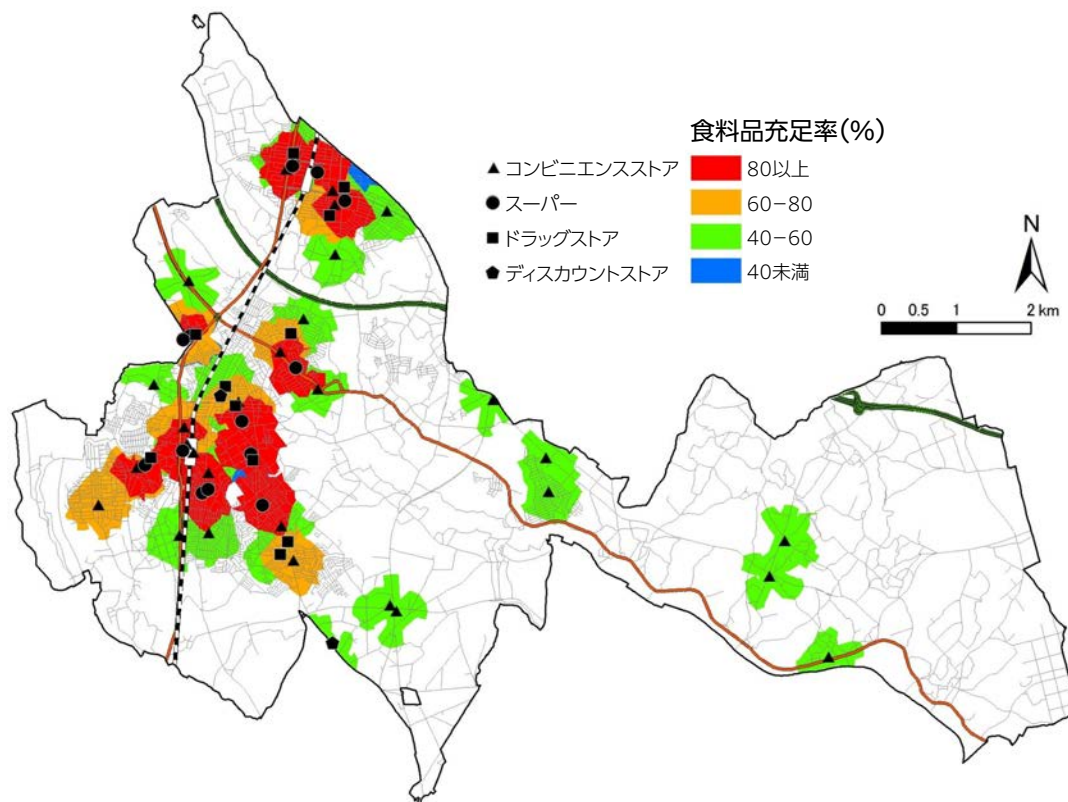 食料品充足率(%)
▲ コンビニエンスストア
● スーパー
■ ドラッグストア
⬟ ディスカウントストア
80以上
60−80
40−60
40未満
N
0 0.5 1 2 km